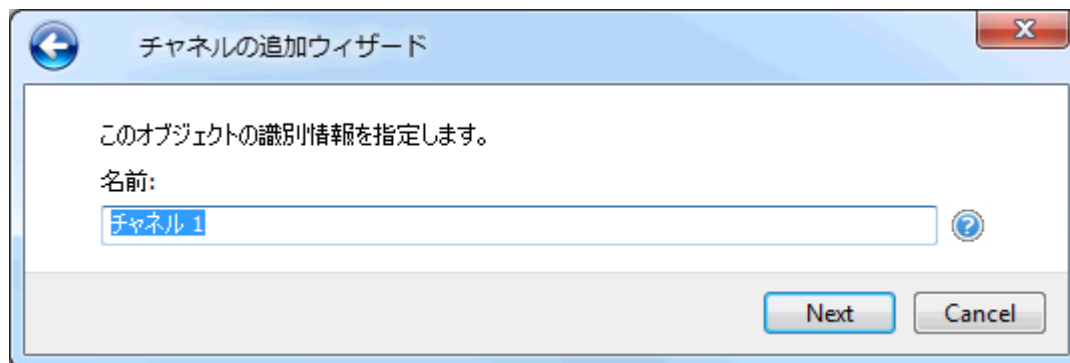 チャネルの追加ウィザード
このオブジェクトの識別情報を指定します。
名前:
チャネル 1
Next
Cancel